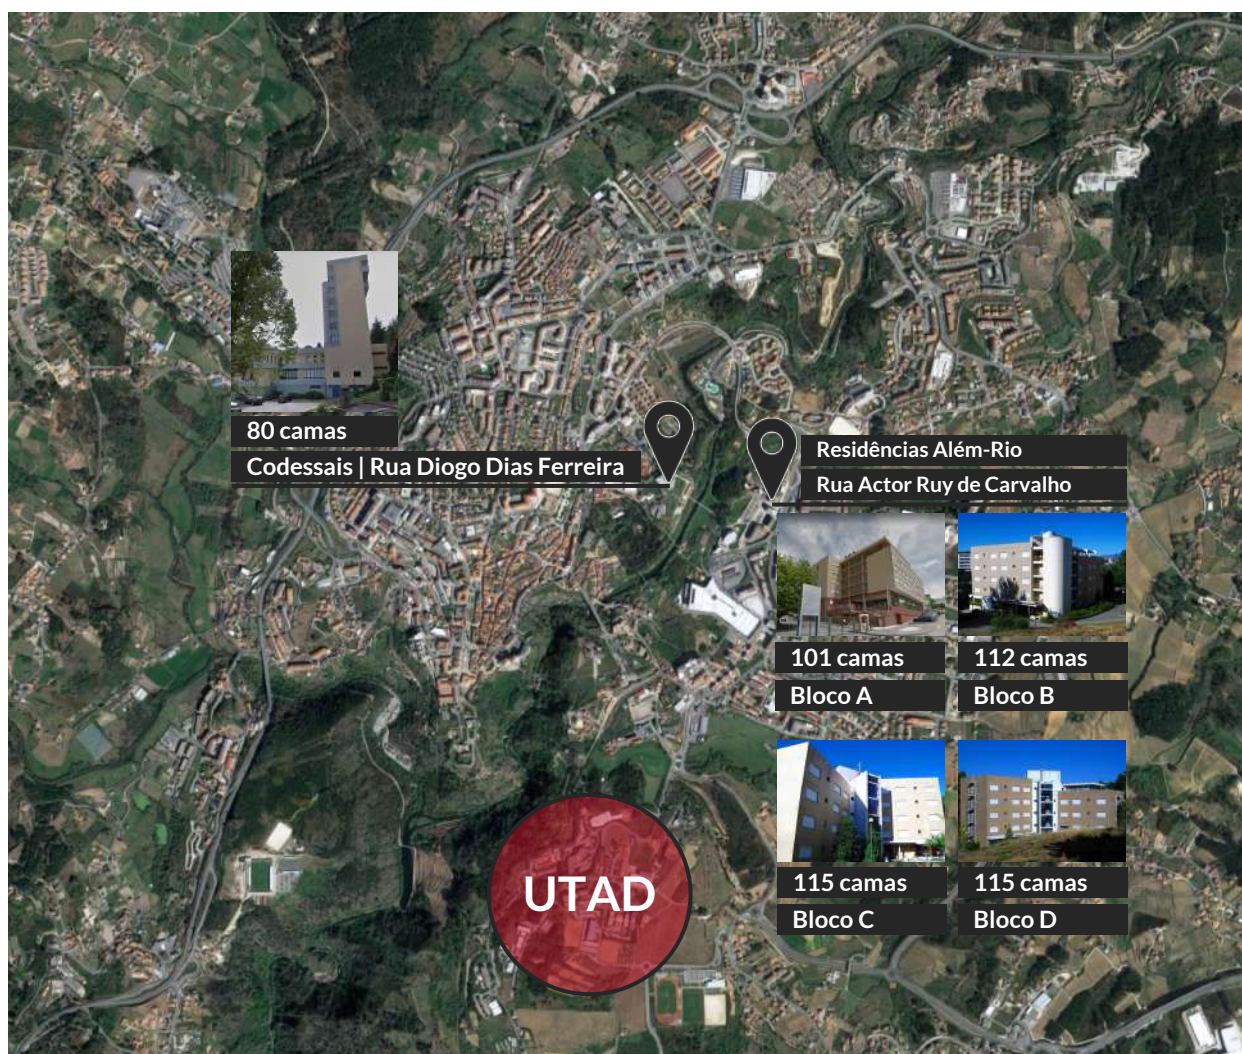 80 camas
Codessais | Rua Diogo Dias Ferreira
Residências Além-Rio
Rua Actor Ruy de Carvalho
101 camas
Bloco A
112 camas
Bloco B
115 camas
Bloco C
115 camas
Bloco D
UTAD